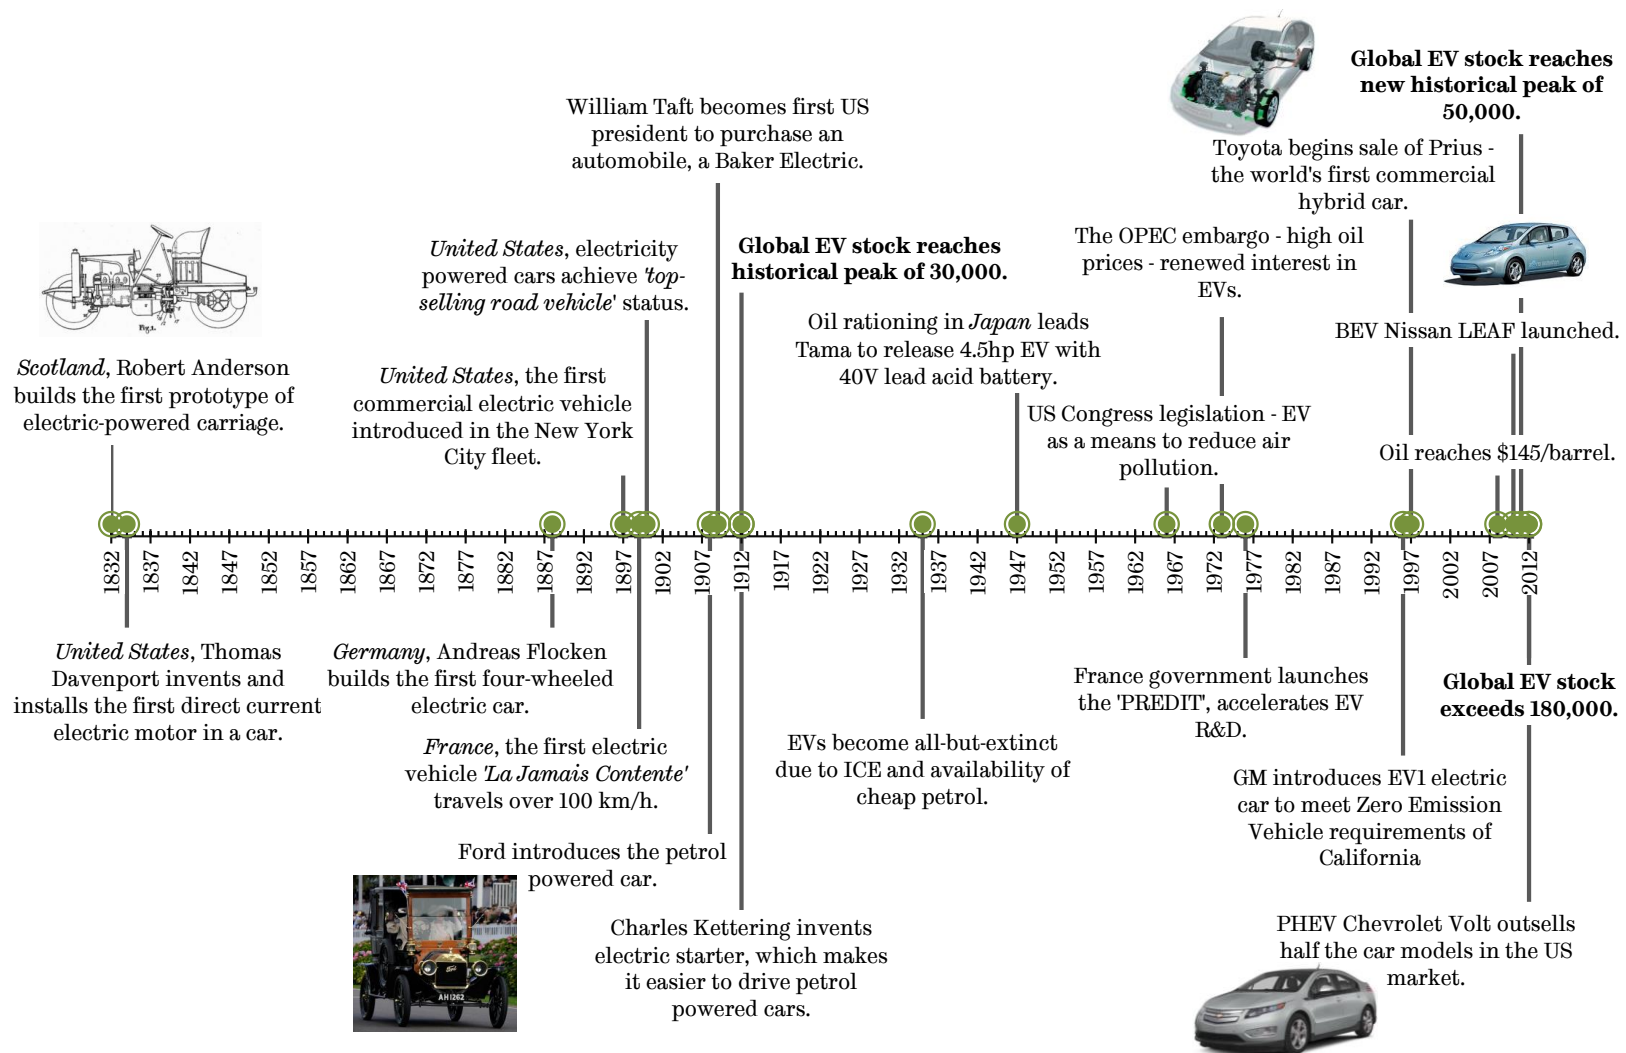 Global EV stock reaches
new historical peak of
50,000.
William Taft becomes first US
president to purchase an
automobile, a Baker Electric.
Toyota begins sale of Prius -
the world's first commercial
hybrid car.
United States, electricity
powered cars achieve 'top-
selling road vehicle' status.
Global EV stock reaches
historical peak of 30,000.
The OPEC embargo - high oil
prices - renewed interest in
EVs.
Oil rationing in Japan leads
Tama to release 4.5hp EV with
40V lead acid battery.
BEV Nissan LEAF launched.
Fig.1.
Scotland, Robert Anderson
builds the first prototype of
electric-powered carriage.
United States, the first
commercial electric vehicle
introduced in the New York
City fleet.
US Congress legislation - EV
as a means to reduce air
pollution.
Oil reaches $145/barrel.
1832 1837 1842 1847 1852 1857 1862 1867 1872 1877 1882 1887 1892 1897 1902 1907 1912 1917 1922 1927 1932 1937 1942 1947 1952 1957 1962 1967 1972 1977 1982 1987 1992 1997 2002 2007 2012
United States, Thomas
Davenport invents and
installs the first direct current
electric motor in a car.
Germany, Andreas Flocken
builds the first four-wheeled
electric car.
France government launches
the 'PREDIT', accelerates EV
R&D.
Global EV stock
exceeds 180,000.
France, the first electric
vehicle 'La Jamais Contente'
travels over 100 km/h.
EVs become all-but-extinct
due to ICE and availability of
cheap petrol.
GM introduces EV1 electric
car to meet Zero Emission
Vehicle requirements of
California
Ford introduces the petrol
powered car.
Ford
AH1262
Charles Kettering invents
electric starter, which makes
it easier to drive petrol
powered cars.
PHEV Chevrolet Volt outsells
half the car models in the US
market.